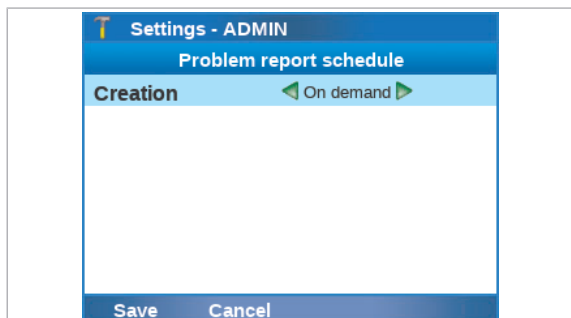 Settings - ADMIN
Problem report schedule
Creation On demand
Save Cancel